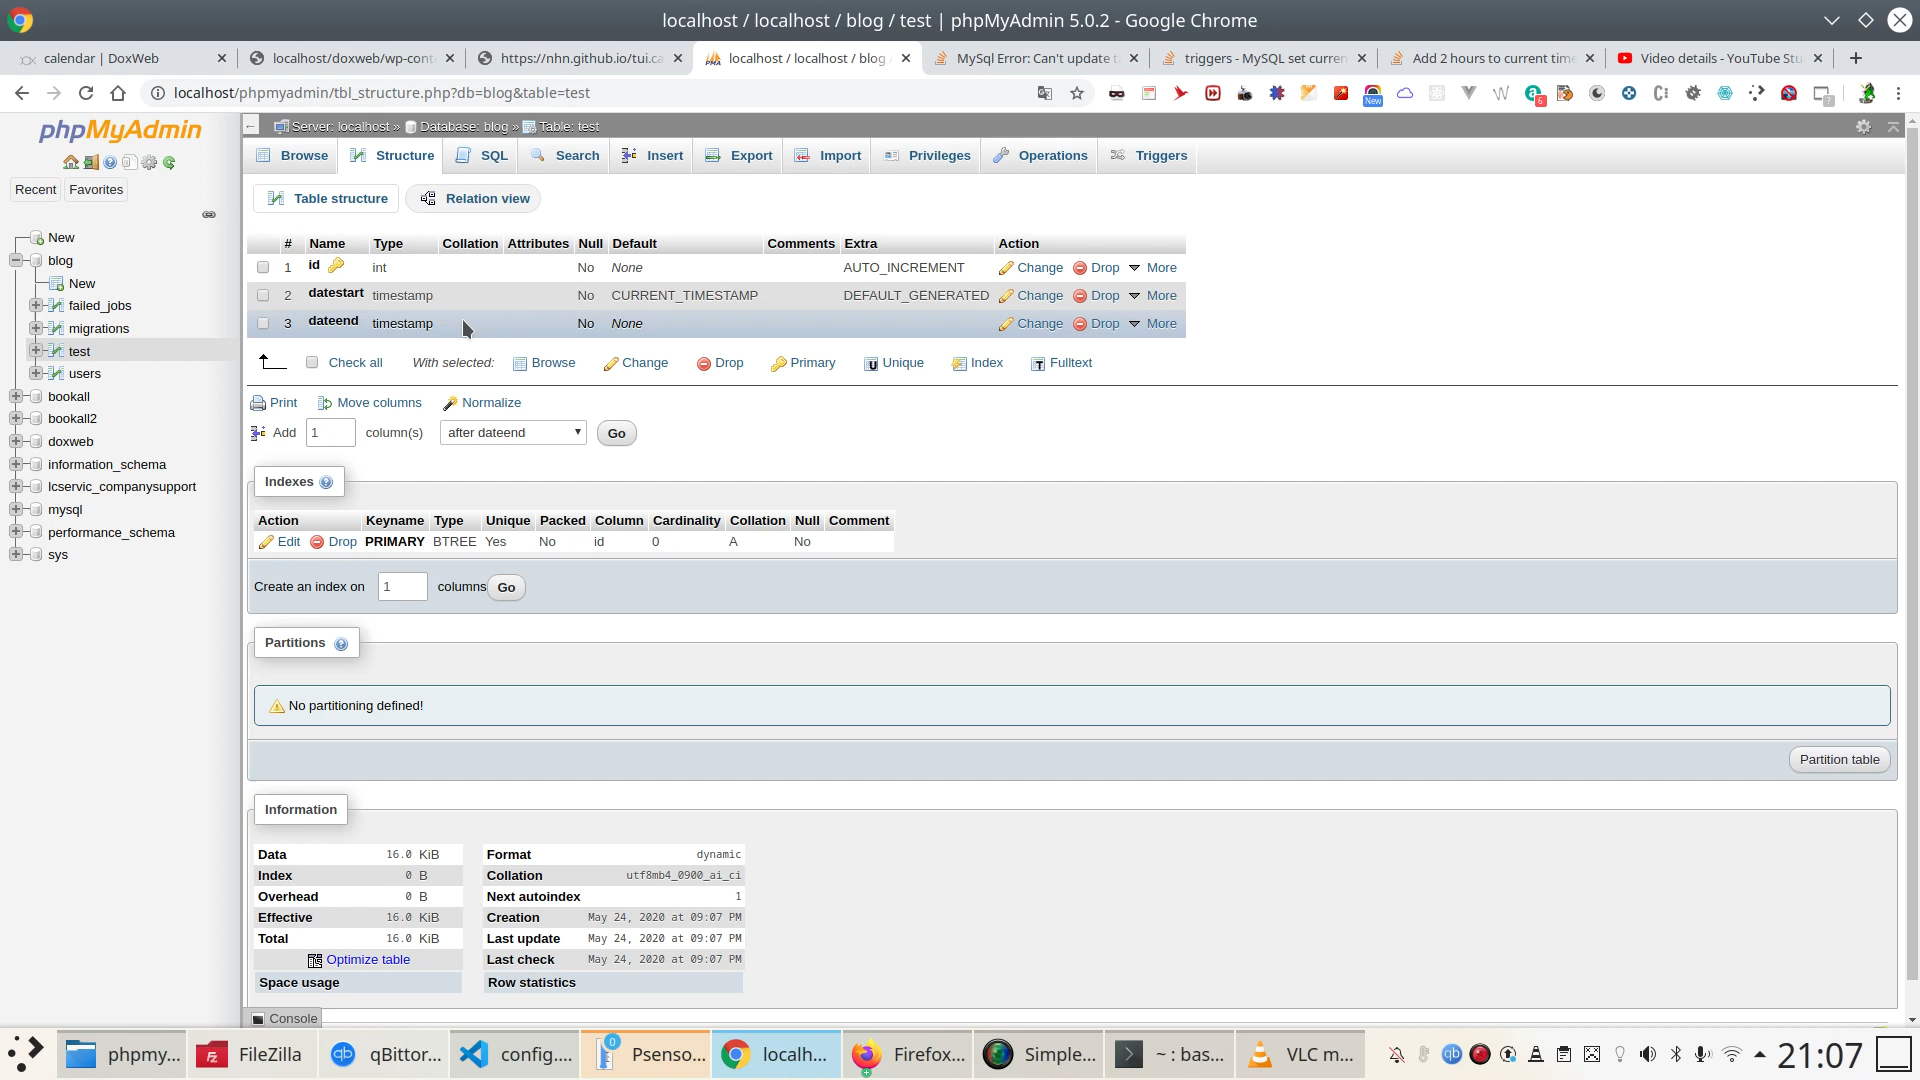 localhost / localhost / blog / test | phpMyAdmin 5.0.2 - Google Chrome
calendar | DoxWeb
localhost/doxweb/wp-cont
https://nhn.github.io/tui.ca
localhost / localhost / blog
MySql Error: Can't update t
triggers - MySQL set curren
Add 2 hours to current time
Video details - YouTube Stu
localhost/phpmyadmin/tbl_structure.php?db=blog&table=test
New
6
7
phpMyAdmin
Server: localhost » Database: blog » Table: test
Browse Structure SQL Search Insert Export Import Privileges Operations Triggers
Recent Favorites
Table structure Relation view
New
blog
New
failed_jobs
migrations
test
users
bookall
bookall2
doxweb
information_schema
lcservic_companysupport
mysql
performance_schema
sys
# Name Type Collation Attributes Null Default Comments Extra Action
1 id int No None AUTO_INCREMENT Change Drop More
2 datestart timestamp No CURRENT_TIMESTAMP DEFAULT_GENERATED Change Drop More
3 dateend timestamp No None Change Drop More
Check all With selected: Browse Change Drop Primary Unique Index Fulltext
Print Move columns Normalize
Add 1 column(s) after dateend Go
Indexes
Action Keyname Type Unique Packed Column Cardinality Collation Null Comment
Edit Drop PRIMARY BTREE Yes No id 0 A No
Create an index on 1 columns Go
Partitions
No partitioning defined!
Partition table
Information
Data 16.0 KiB
Index 0 B
Overhead 0 B
Effective 16.0 KiB
Total 16.0 KiB
Optimize table
Space usage
Format dynamic
Collation utf8mb4_0900_ai_ci
Next autoindex 1
Creation May 24, 2020 at 09:07 PM
Last update May 24, 2020 at 09:07 PM
Last check May 24, 2020 at 09:07 PM
Row statistics
Console
phpmy...
FileZilla
qBittor...
config....
0
Psenso...
localh...
Firefox...
Simple...
~ : bas...
VLC m...
21:07